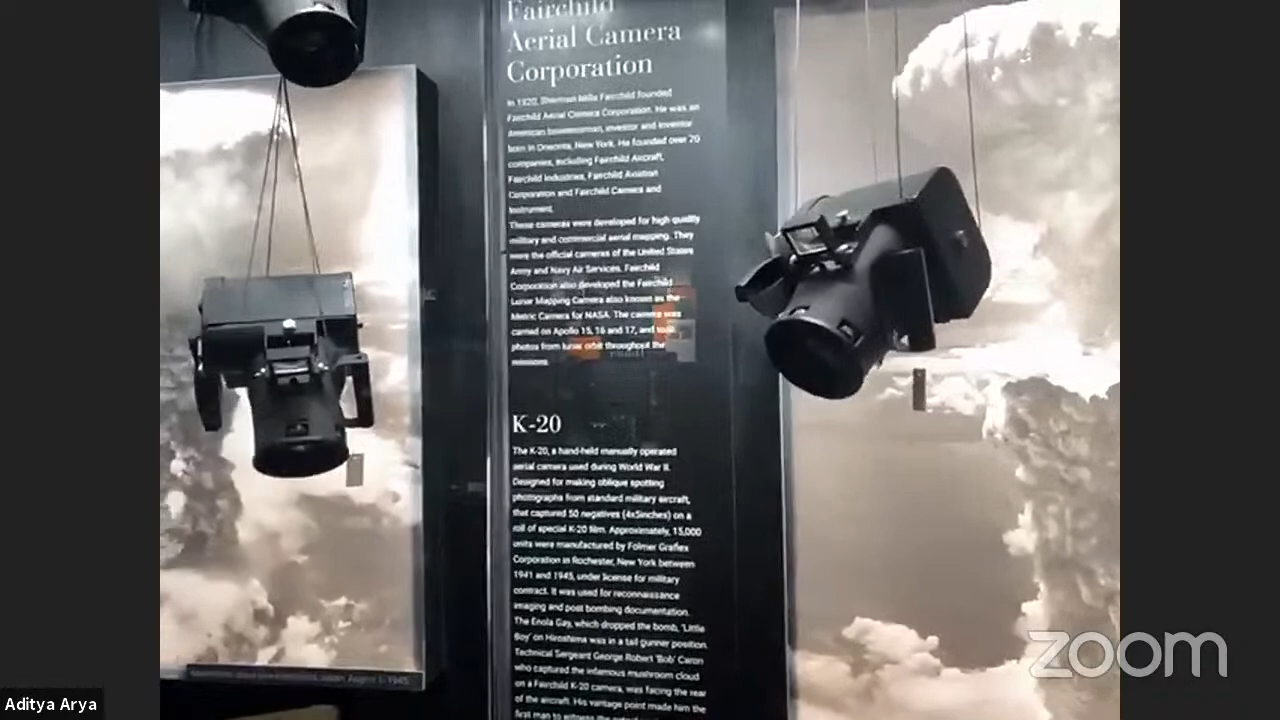 Fairchild
Aerial Camera
Corporation
In 1920, Sherman Mills Fairchild founded
Fairchild Aerial Camera Corporation. He was an
American businessman, investor and inventor
born in Oneonta, New York. He founded over 70
companies, including Fairchild Aircraft,
Fairchild Industries, Fairchild Aviation
Corporation and Fairchild Camera and
Instrument.
These cameras were developed for high quality
military and commercial aerial mapping. They
were the official cameras of the United States
Army and Navy Air Services. Fairchild
Corporation also developed the Fairchild
Lunar Mapping Camera also known as the
Metric Camera for NASA. The camera was
carried on Apollo 15, 16 and 17, and took
photos from lunar orbit throughout the
missions.
K-20
The K-20, a hand-held manually operated
aerial camera used during World War II.
Designed for making oblique spotting
photographs from standard military aircraft,
that captured 50 negatives (4x5inches) on a
roll of special K-20 film. Approximately, 15,000
units were manufactured by Folmer Graflex
Corporation in Rochester, New York between
1941 and 1945, under license for military
contract. It was used for reconnaissance
imaging and post bombing documentation.
The Enola Gay, which dropped the bomb, 'Little
Boy' on Hiroshima was in a tail gunner position.
Technical Sergeant George Robert 'Bob' Caron
who captured the infamous mushroom cloud
on a Fairchild K-20 camera, was facing the rear
of the aircraft. His vantage point made him the
first man to witness the
Aditya Arya
zoom